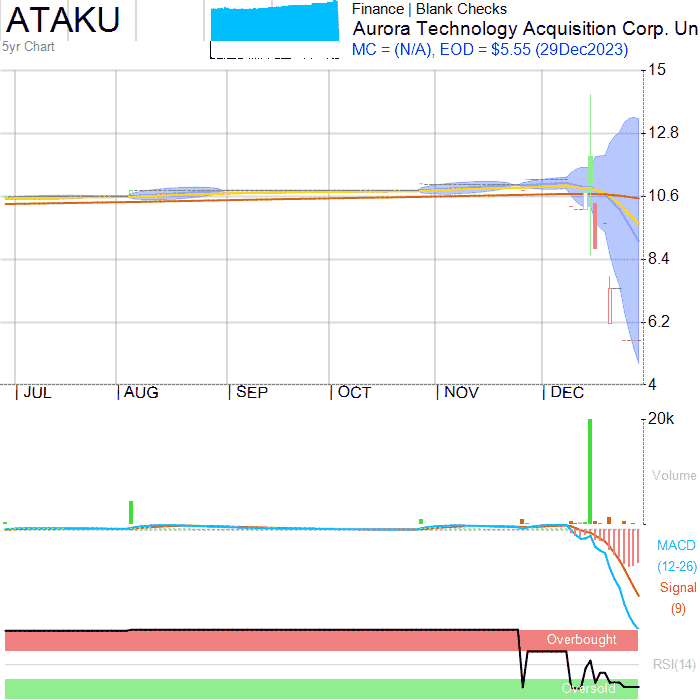 ATAKU
5yr Chart
Finance | Blank Checks
Aurora Technology Acquisition Corp. Un
MC = (N/A), EOD = $5.55 (29Dec2023)
15
12.8
10.6
8.4
6.2
4
JUL AUG SEP OCT NOV DEC
20k
Volume
MACD
(12-26)
Signal
(9)
Overbought
RSI(14)
Oversold